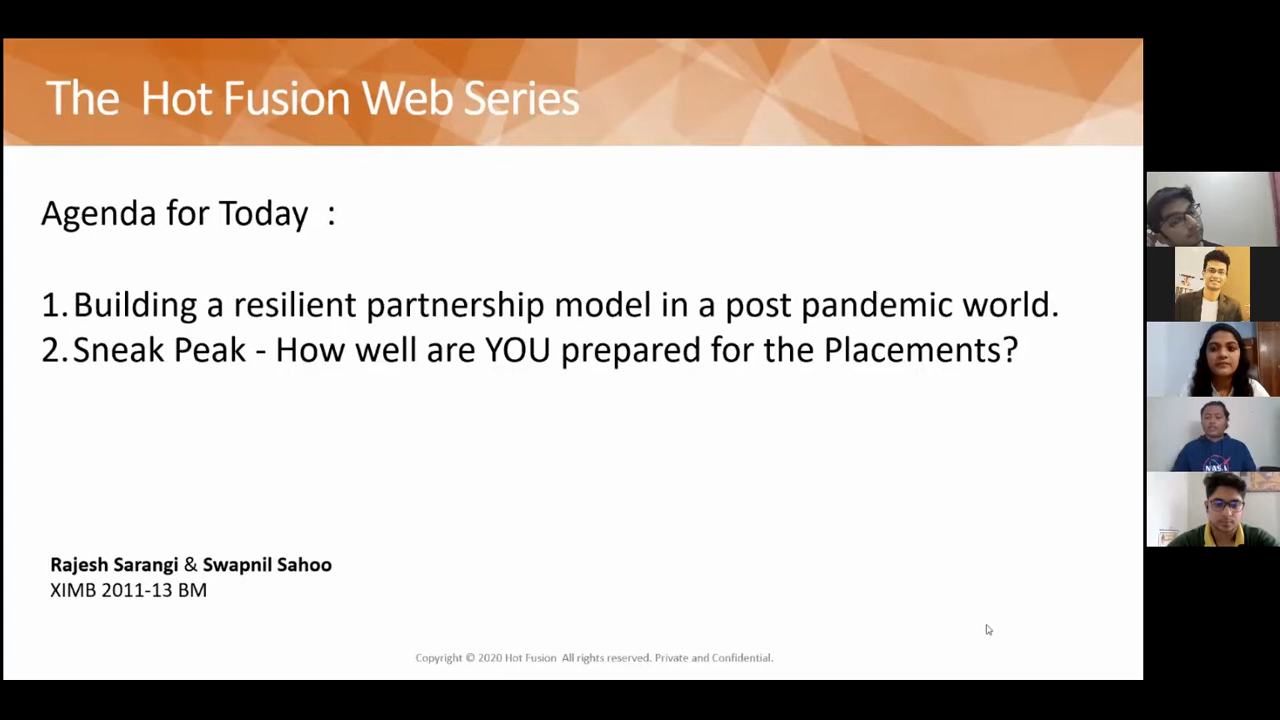 The Hot Fusion Web Series
Agenda for Today :
1. Building a resilient partnership model in a post pandemic world.
2. Sneak Peak - How well are YOU prepared for the Placements?
Rajesh Sarangi & Swapnil Sahoo
XIMB 2011-13 BM
Copyright © 2020 Hot Fusion All rights reserved. Private and Confidential.
NASA